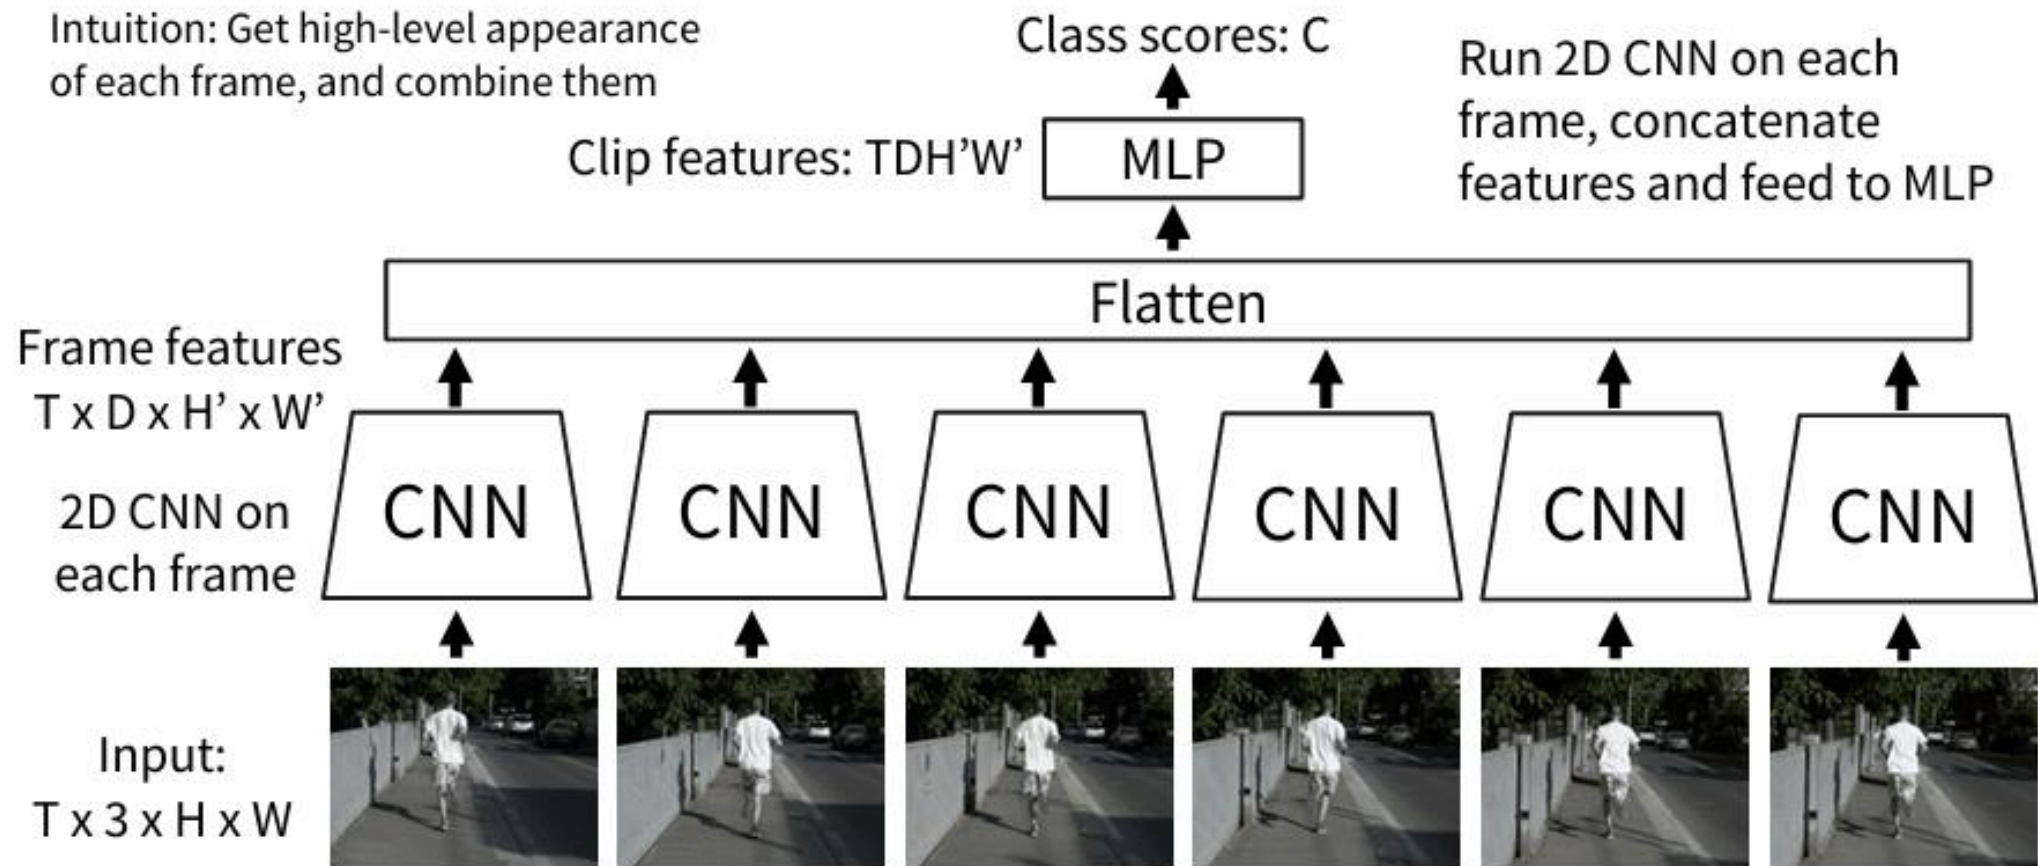 Intuition: Get high-level appearance
of each frame, and combine them
Class scores: C
Run 2D CNN on each
frame, concatenate
features and feed to MLP
Clip features: TDH’W’
MLP
Flatten
Frame features
T x D x H’ x W’
2D CNN on
each frame
CNN
CNN
CNN
CNN
CNN
CNN
Input:
T x 3 x H x W